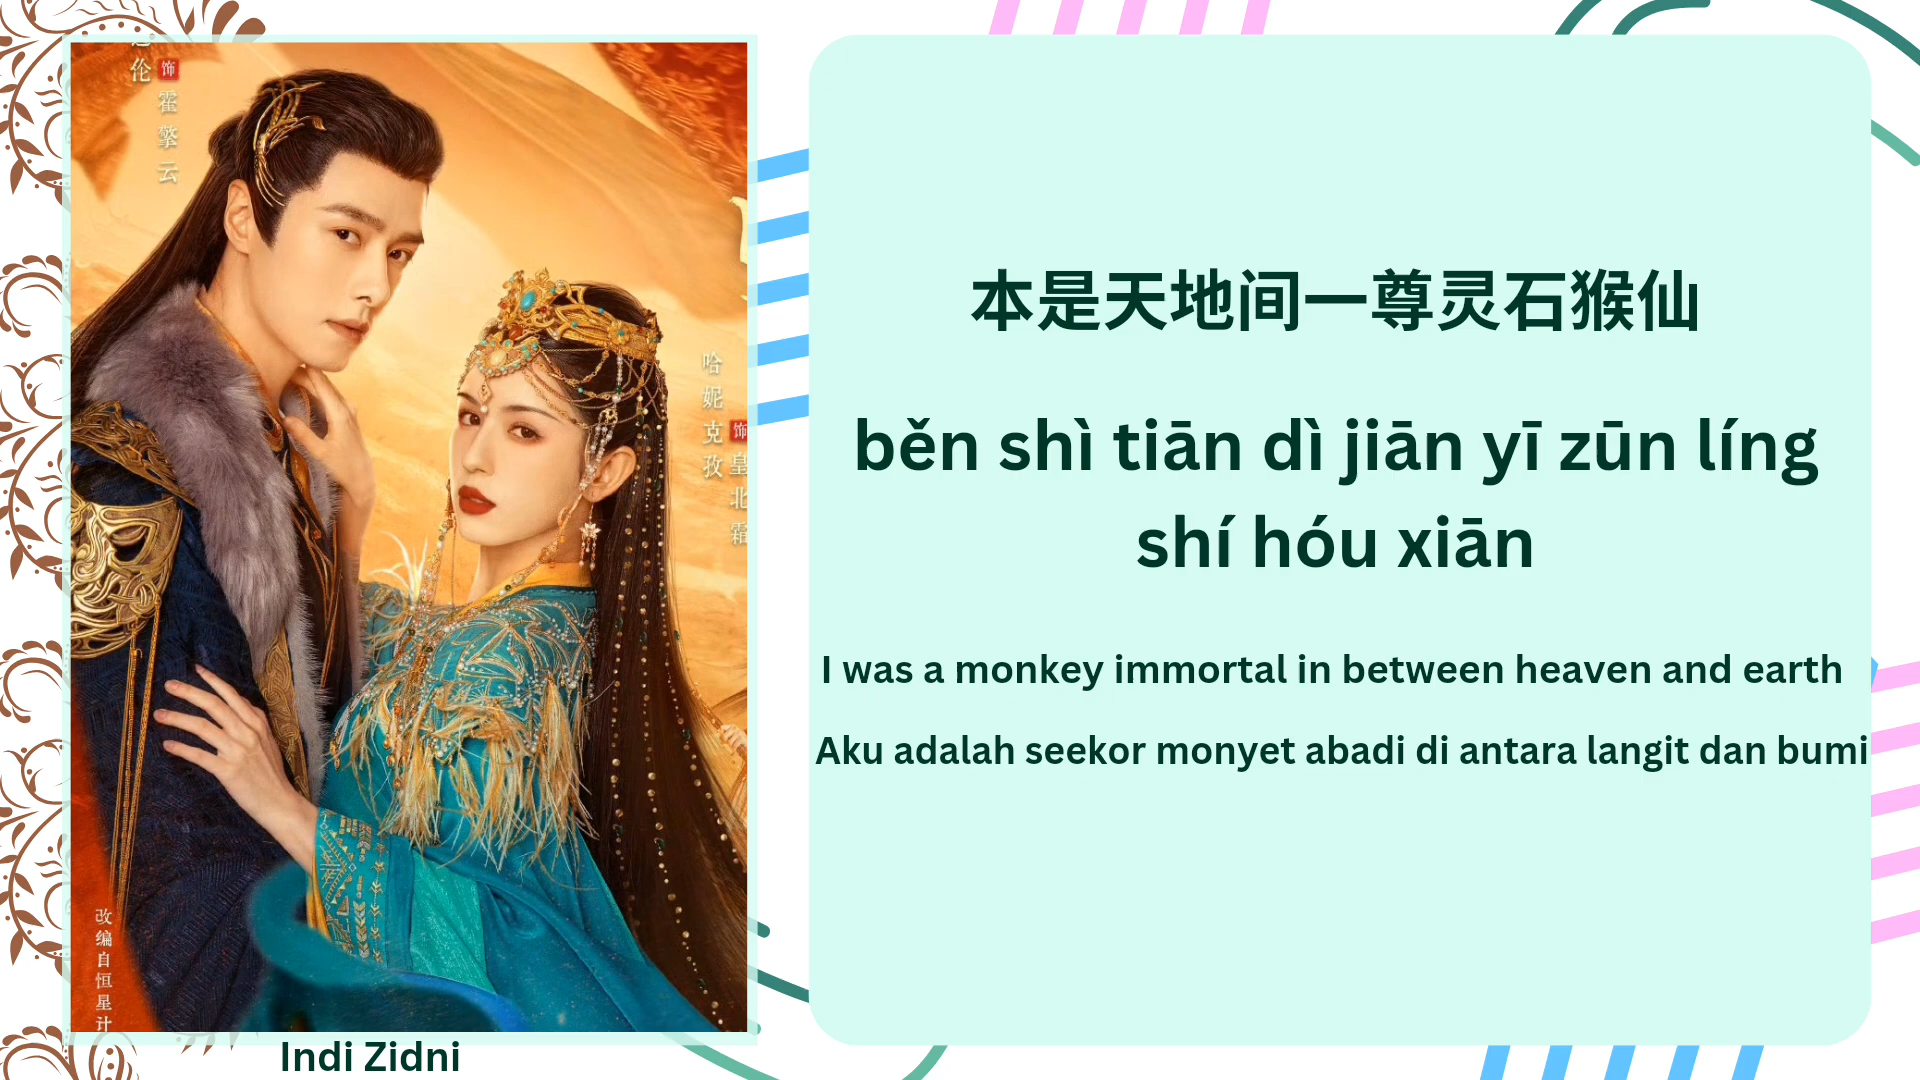 伦
饰
霍擎云
哈妮克孜
饰
皇北霜
改编自恒星计
Indi Zidni
本是天地间一尊灵石猴仙
běn shì tiān dì jiān yī zūn líng
shí hóu xiān
I was a monkey immortal in between heaven and earth
Aku adalah seekor monyet abadi di antara langit dan bumi